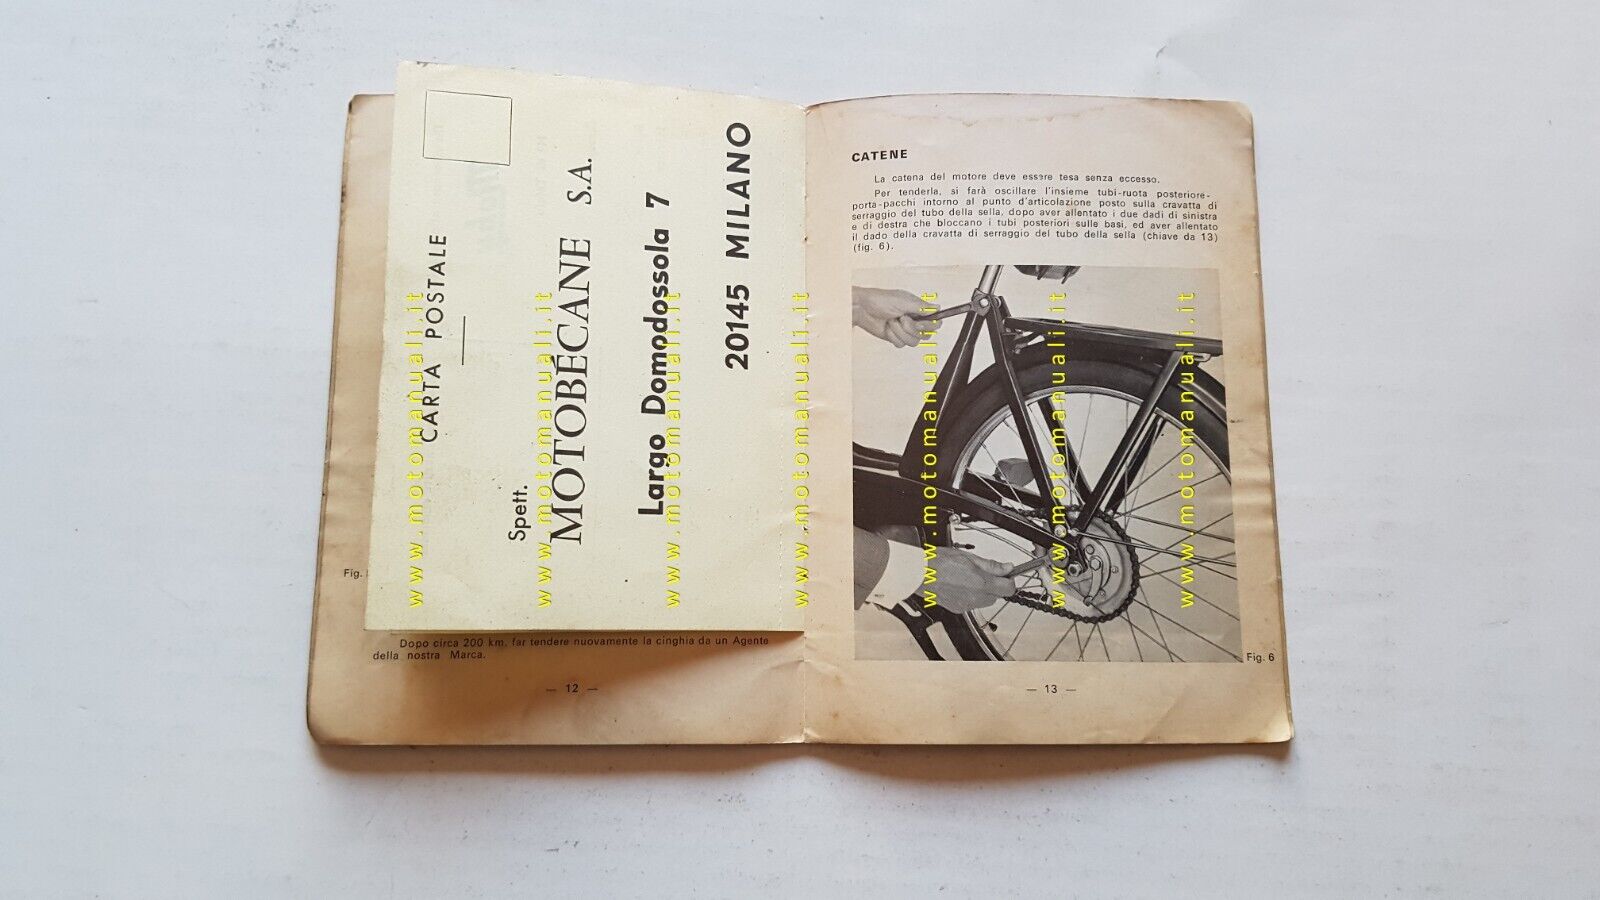 CARTA POSTALE
Spett.
MOTOBÉCANE S.A.
Largo Domodossola 7
20145 MILANO
Fig.
Dopo circa 200 km, far tendere nuovamente la cinghia da un Agente
della nostra Marca.
— 12 —
CATENE
La catena del motore deve essere tesa senza eccesso.
Per tenderla, si farà oscillare l'insieme tubi-ruota posteriore-
porta-pacchi intorno al punto d'articolazione posto sulla cravatta di
serraggio del tubo della sella, dopo aver allentato i due dadi di sinistra
e di destra che bloccano i tubi posteriori sulle basi, ed aver allentato
il dado della cravatta di serraggio del tubo della sella (chiave da 13)
(fig. 6).
Fig. 6
— 13 —
www.motomanuali.it
www.motomanuali.it
www.motomanuali.it
www.motomanuali.it
www.motomanuali.it
www.motomanuali.it
www.motomanuali.it